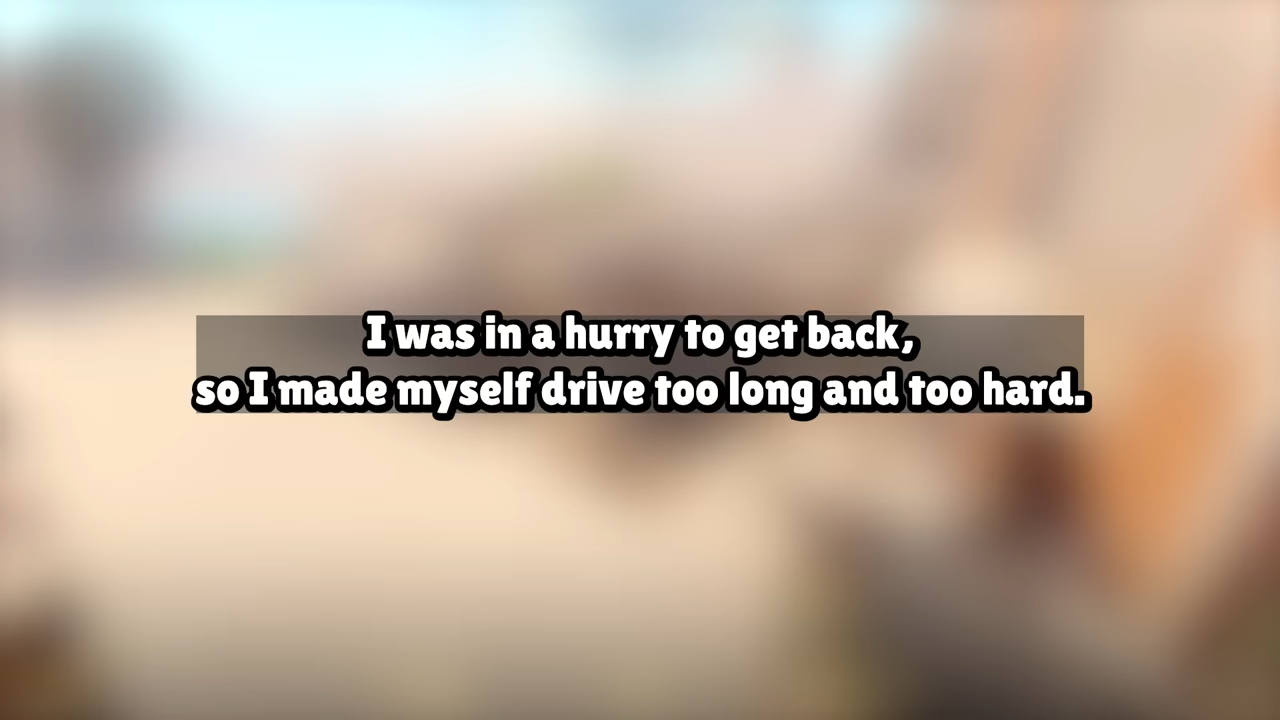 I was in a hurry to get back,
so I made myself drive too long and too hard.